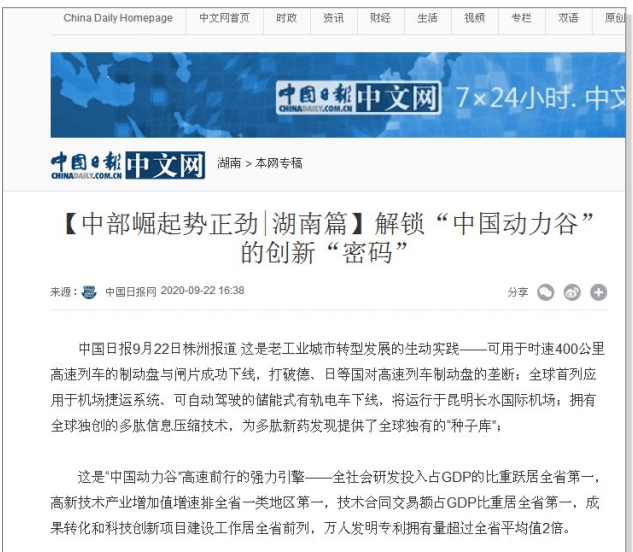 China Daily Homepage 中文网首页 时政 资讯 财经 生活 视频 专栏 双语 原创
中国日报 中文网 7×24小时. 中文
CHINADAILY.COM.CN
中国日报 中文网 湖南 > 本网专稿
CHINADAILY.COM.CN
【中部崛起势正劲|湖南篇】解锁“中国动力谷”
的创新“密码”
来源: 中国日报网 2020-09-22 16:38 分享
中国日报9月22日株洲报道 这是老工业城市转型发展的生动实践——可用于时速400公里
高速列车的制动盘与闸片成功下线，打破德、日等国对高速列车制动盘的垄断；全球首列应
用于机场捷运系统、可自动驾驶的储能式有轨电车下线，将运行于昆明长水国际机场；拥有
全球独创的多肽信息压缩技术，为多肽新药发现提供了全球独有的“种子库”；
这是“中国动力谷”高速前行的强力引擎——全社会研发投入占GDP的比重跃居全省第一，
高新技术产业增加值增速排全省一类地区第一，技术合同交易额占GDP比重居全省第一，成
果转化和科技创新项目建设工作居全省前列，万人发明专利拥有量超过全省平均值2倍。